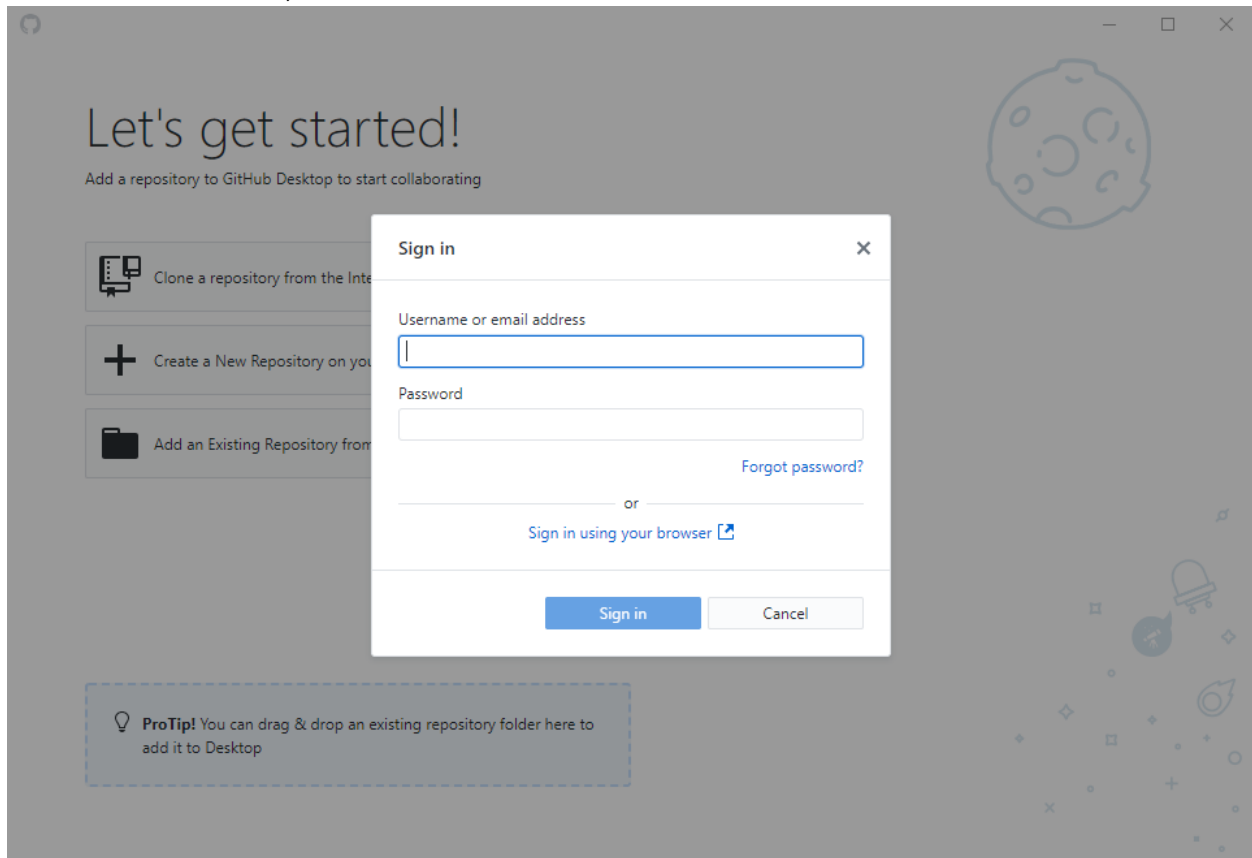 Let's get started!
Add a repository to GitHub Desktop to start collaborating
Clone a repository from the Inte
Create a New Repository on you
Add an Existing Repository from
Sign in
Username or email address
Password
Forgot password?
or
Sign in using your browser
Sign in
Cancel
ProTip! You can drag & drop an existing repository folder here to
add it to Desktop